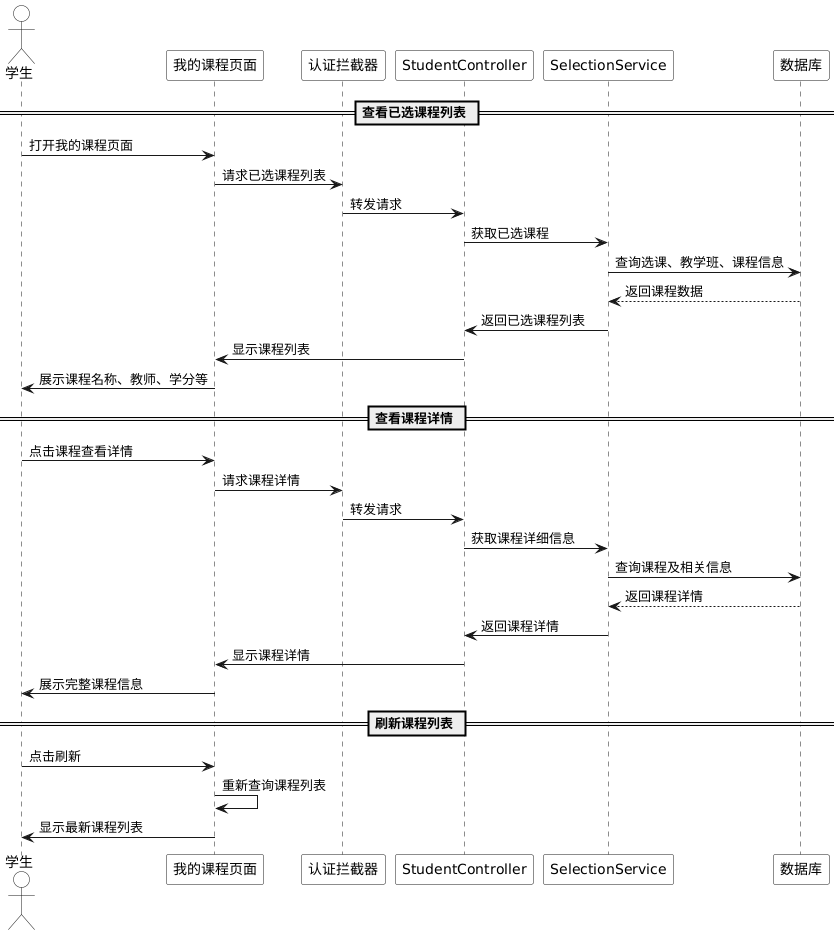 学生
我的课程页面
认证拦截器
StudentController
SelectionService
数据库
查看已选课程列表
打开我的课程页面
请求已选课程列表
转发请求
获取已选课程
查询选课、教学班、课程信息
返回课程数据
返回已选课程列表
显示课程列表
展示课程名称、教师、学分等
查看课程详情
点击课程查看详情
请求课程详情
转发请求
获取课程详细信息
查询课程及相关信息
返回课程详情
返回课程详情
显示课程详情
展示完整课程信息
刷新课程列表
点击刷新
重新查询课程列表
显示最新课程列表
学生
我的课程页面
认证拦截器
StudentController
SelectionService
数据库